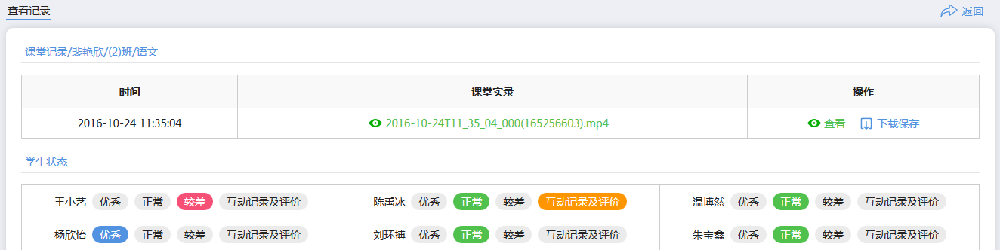 查看记录 返回
课堂记录/裴艳欣/(2)班/语文
时间 课堂实录 操作
2016-10-24 11:35:04 2016-10-24T11_35_04_000(165256603).mp4 查看 下载保存
学生状态
王小艺 优秀 正常 较差 互动记录及评价 陈禹冰 优秀 正常 较差 互动记录及评价 温博然 优秀 正常 较差 互动记录及评价
杨欣怡 优秀 正常 较差 互动记录及评价 刘环搏 优秀 正常 较差 互动记录及评价 朱宝鑫 优秀 正常 较差 互动记录及评价